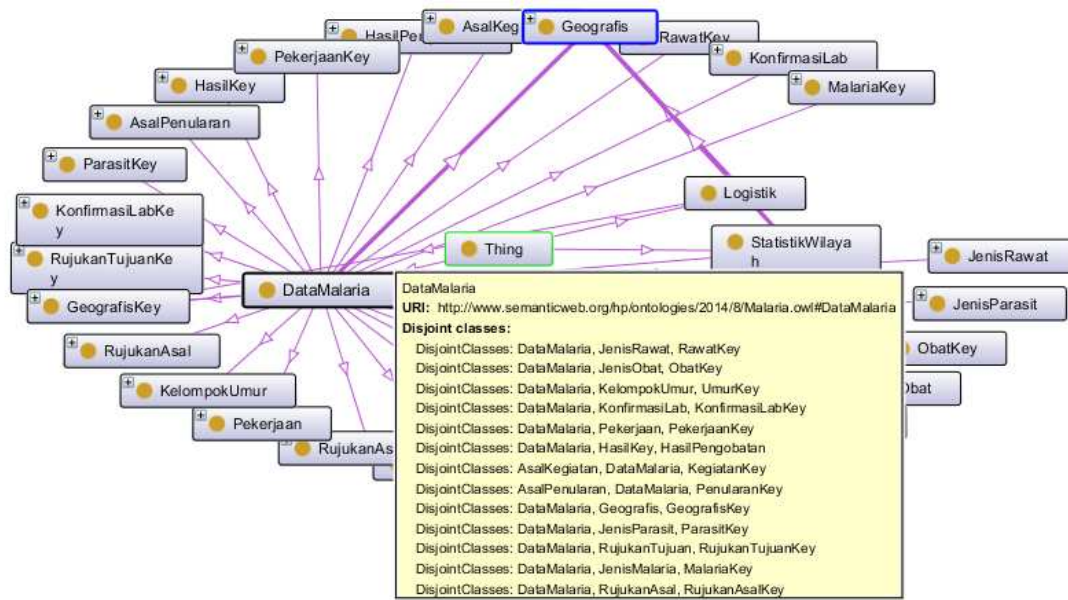 AsalKeg
Geografis
HasilPen
RawatKey
PekerjaanKey
KonfirmasiLab
HasilKey
MalariaKey
AsalPenularan
ParasitKey
Logistik
KonfirmasiLabKe
y
Thing
StatistikWilaya
h
RujukanTujuanKe
y
JenisRawat
DataMalaria
GeografisKey
JenisParasit
RujukanAsal
ObatKey
KelompokUmur
Obat
Pekerjaan
RujukanAs
DataMalaria
URI: http://www.semanticweb.org/hp/ontologies/2014/8/Malaria.owl#DataMalaria
Disjoint classes:
DisjointClasses: DataMalaria, JenisRawat, RawatKey
DisjointClasses: DataMalaria, JenisObat, ObatKey
DisjointClasses: DataMalaria, KelompokUmur, UmurKey
DisjointClasses: DataMalaria, KonfirmasiLab, KonfirmasiLabKey
DisjointClasses: DataMalaria, Pekerjaan, PekerjaanKey
DisjointClasses: DataMalaria, HasilKey, HasilPengobatan
DisjointClasses: AsalKegiatan, DataMalaria, KegiatanKey
DisjointClasses: AsalPenularan, DataMalaria, PenularanKey
DisjointClasses: DataMalaria, Geografis, GeografisKey
DisjointClasses: DataMalaria, JenisParasit, ParasitKey
DisjointClasses: DataMalaria, RujukanTujuan, RujukanTujuanKey
DisjointClasses: DataMalaria, JenisMalaria, MalariaKey
DisjointClasses: DataMalaria, RujukanAsal, RujukanAsalKey